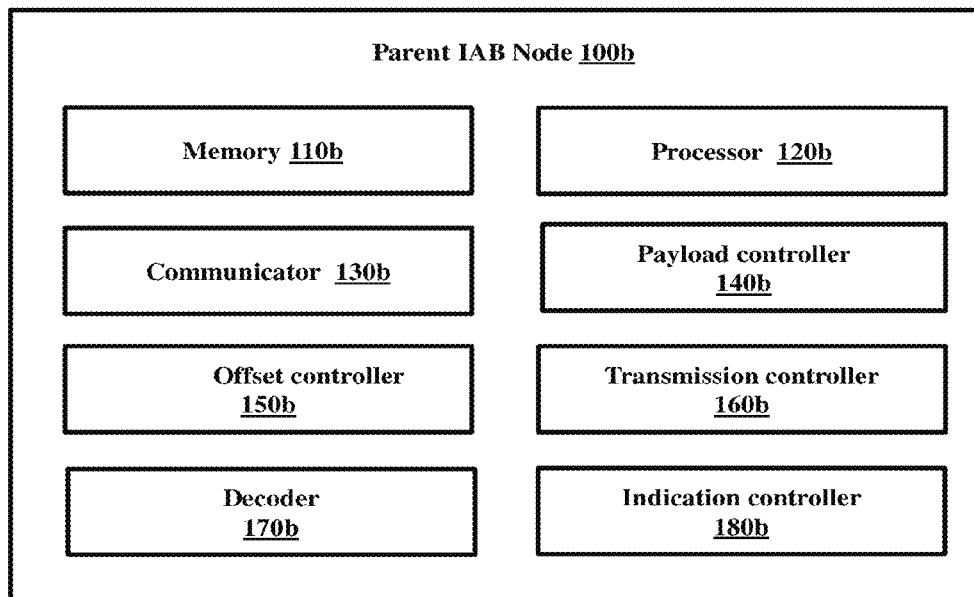 Parent IAB Node 100b
Memory 110b
Processor 120b
Communicator 130b
Payload controller
140b
Offset controller
150b
Transmission controller
160b
Decoder
170b
Indication controller
180b